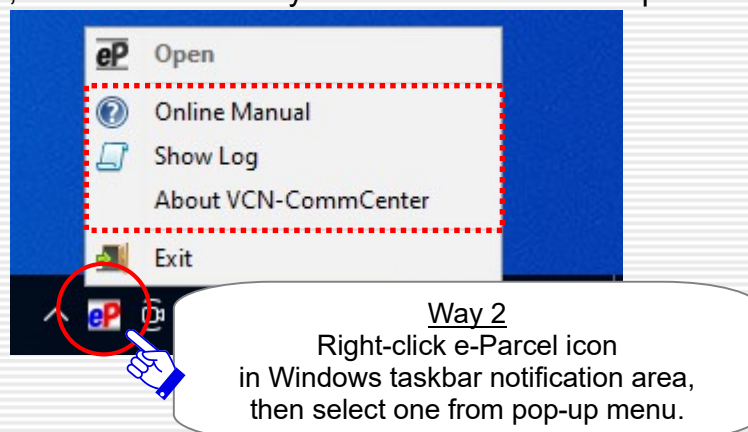 eP Open
Online Manual
Show Log
About VCN-CommCenter
Exit
eP
Way 2
Right-click e-Parcel icon
in Windows taskbar notification area,
then select one from pop-up menu.